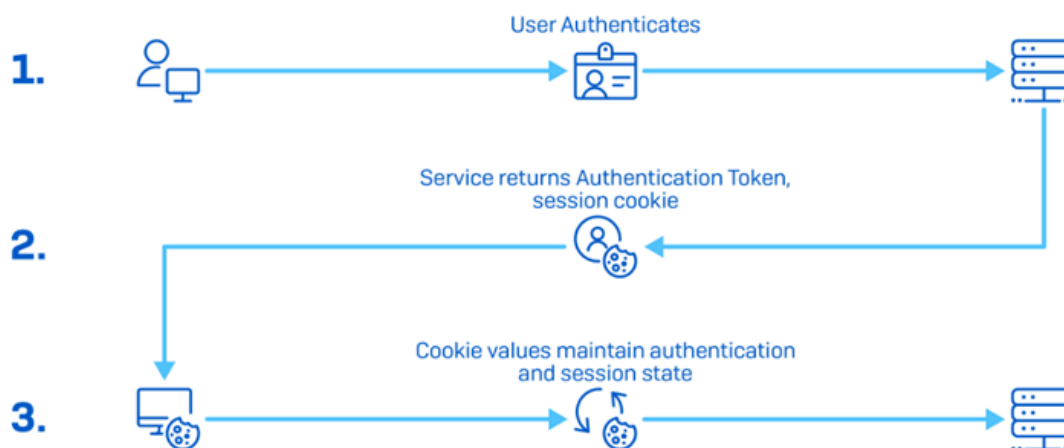 User Authenticates
1.
Service returns Authentication Token,
session cookie
2.
Cookie values maintain authentication
and session state
3.